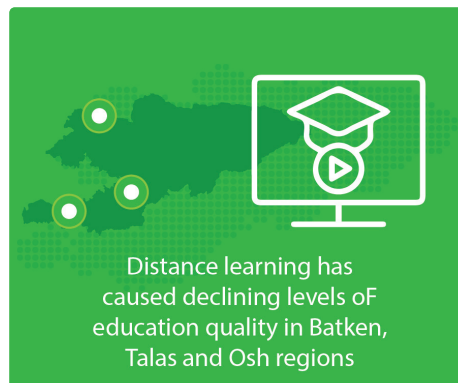 Distance learning has
caused declining levels oF
education quality in Batken,
Talas and Osh regions